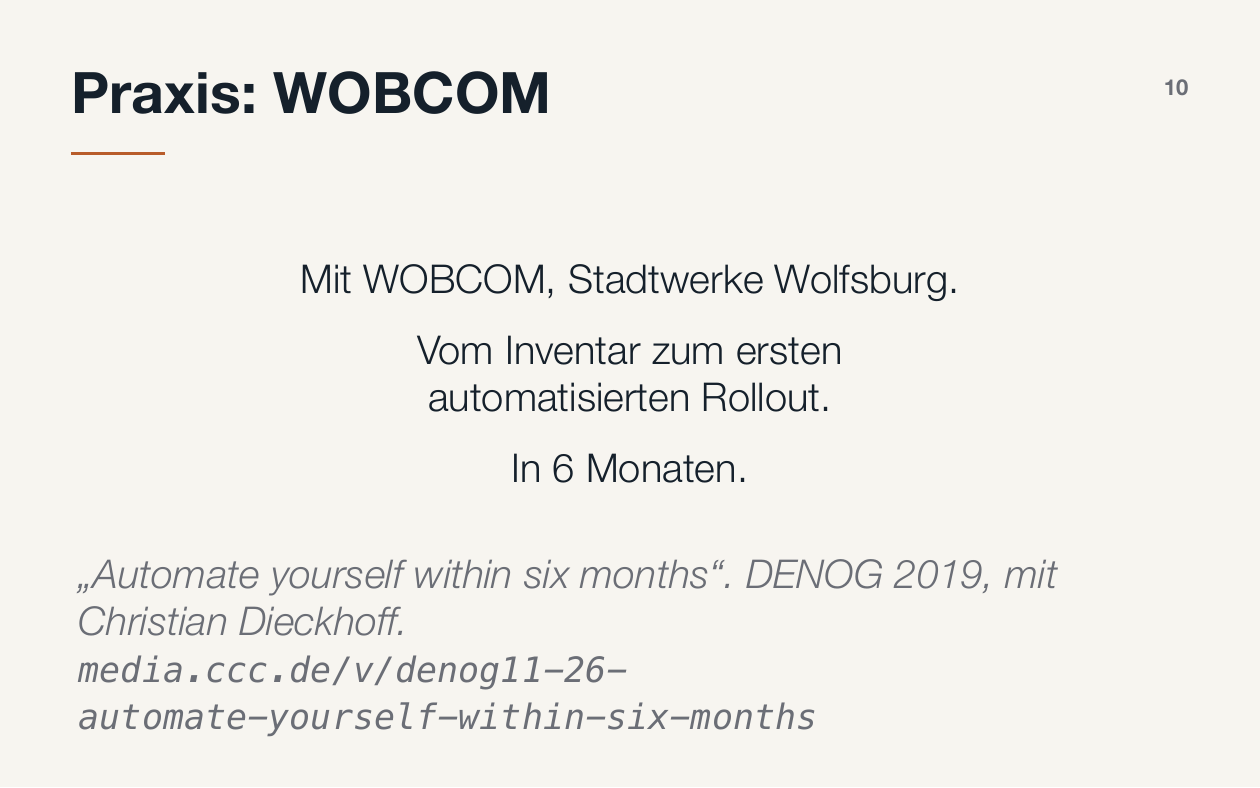 Praxis: WOBCOM
10
Mit WOBCOM, Stadtwerke Wolfsburg.
Vom Inventar zum ersten
automatisierten Rollout.
In 6 Monaten.
„Automate yourself within six months“. DENOG 2019, mit
Christian Dieckhoff.
media.ccc.de/v/denog11-26-
automate-yourself-within-six-months